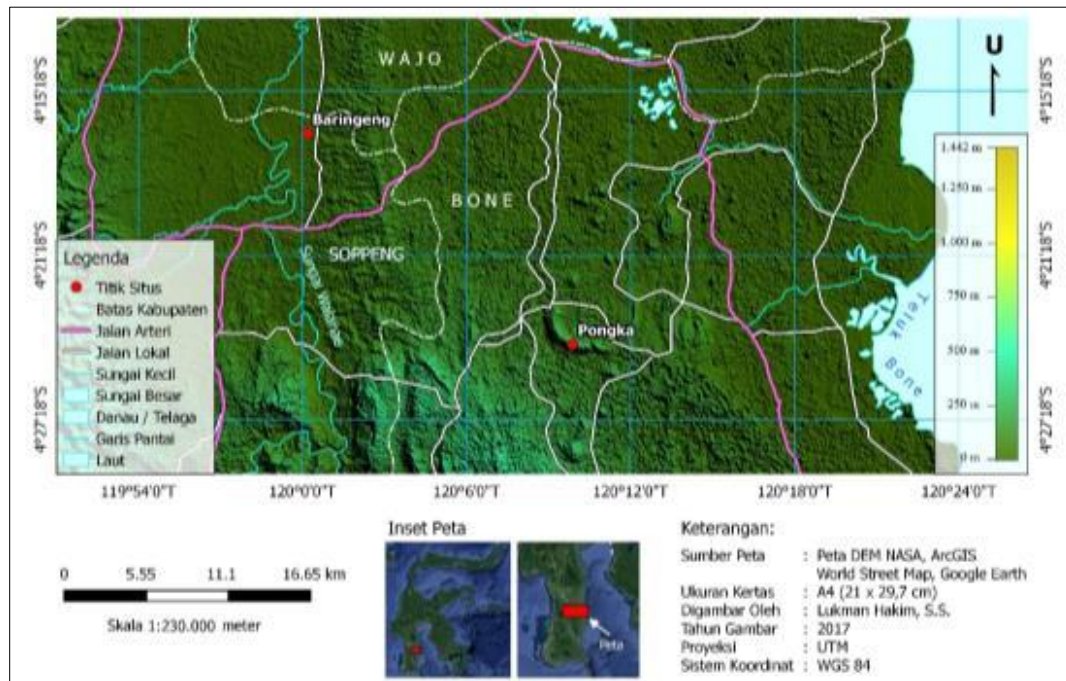 WAJO
U
4°15'18"S
4°15'18"S
Baringeng
1.442 m
1.250 m
BONE
1.000 m
4°21'18"S
SOPPENG
4°21'18"S
Legenda
Titik Situs
Batas Kabupaten
Jalan Arteri
Jalan Lokal
Sungai Kecil
Sungai Besar
Danau / Telaga
Garis Pantai
Laut
Sungai
750 m
500 m
250 m
0 m
Pongka
Teluk Bone
4°27'18"S
4°27'18"S
119°54'0"T
120°0'0"T
120°6'0"T
120°12'0"T
120°18'0"T
120°24'0"T
0 5.55 11.1 16.65 km
Skala 1:230.000 meter
Inset Peta
Peta
Keterangan:
Sumber Peta : Peta DEM NASA, ArcGIS
World Street Map, Google Earth
Ukuran Kertas : A4 (21 x 29,7 cm)
Digambar Oleh : Lukman Hakim, S.S.
Tahun Gambar : 2017
Proyeksi : UTM
Sistem Koordinat : WGS 84